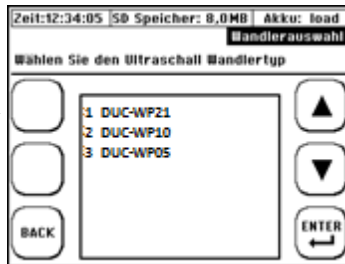 Zeit:12:34:05 SD Speicher: 8,0MB Akku: load
Wandlerauswahl
Wählen Sie den Ultraschall Wandlertyp
1 DUC-WP21
2 DUC-WP10
3 DUC-WP05
BACK
ENTER